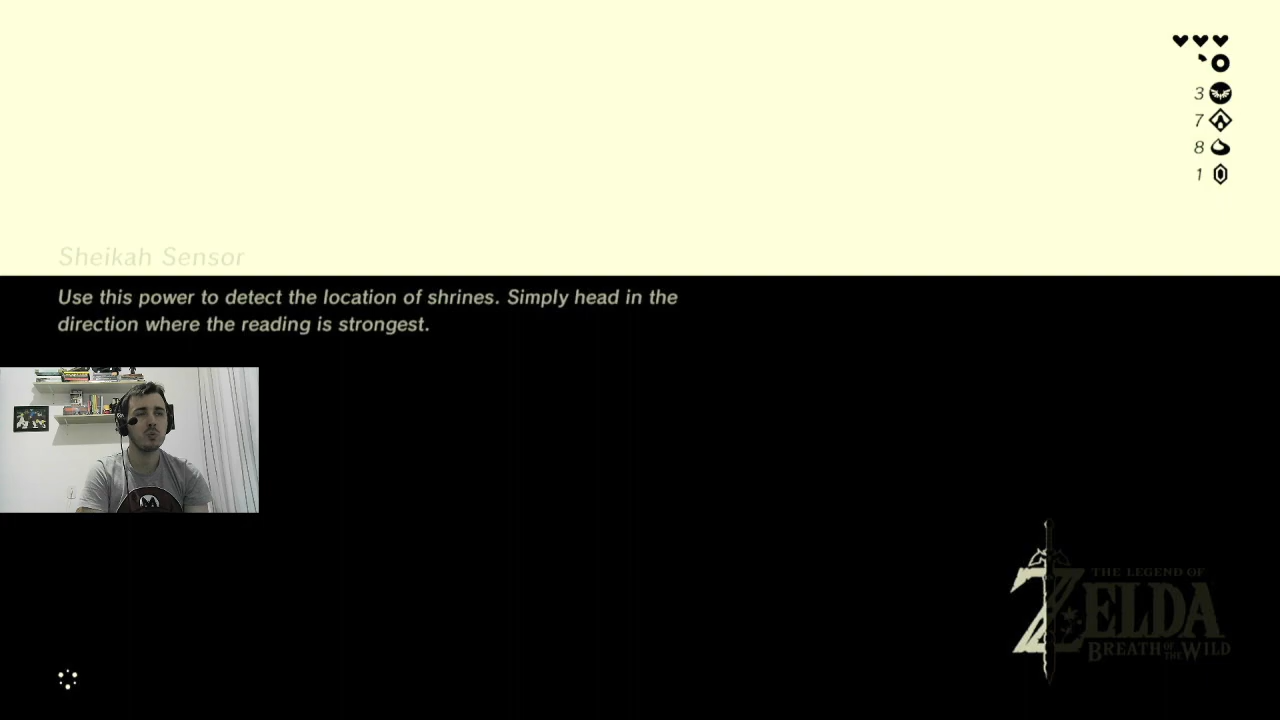 3
7
8
1
Sheikah Sensor
Use this power to detect the location of shrines. Simply head in the
direction where the reading is strongest.
THE LEGEND OF
ZELDA
BREATH OF THE WILD